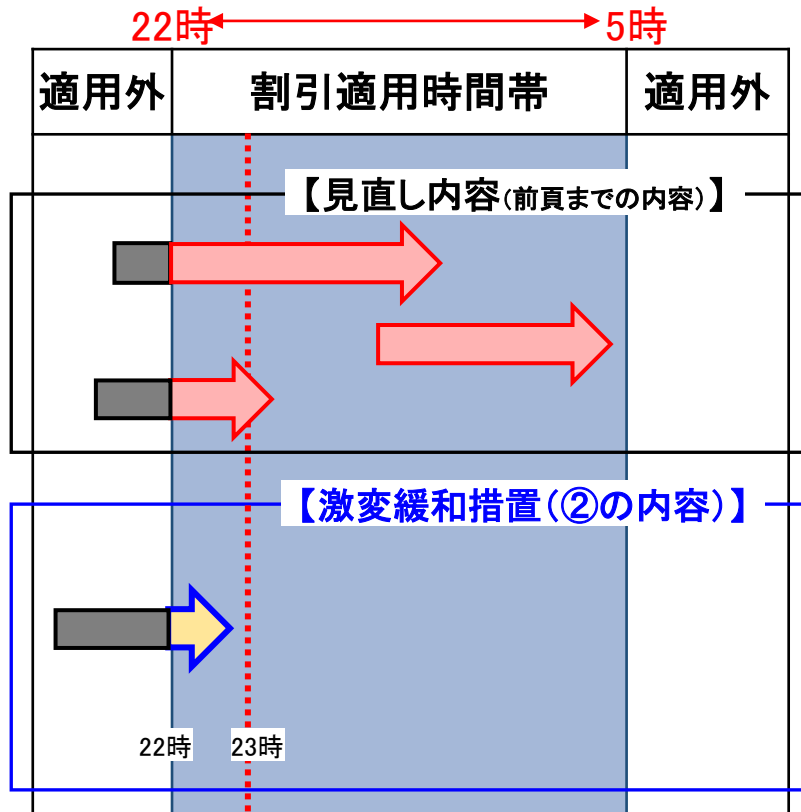 22時 5時
適用外 割引適用時間帯 適用外
【見直し内容(前頁までの内容)】
【激変緩和措置(②の内容)】
22時 23時